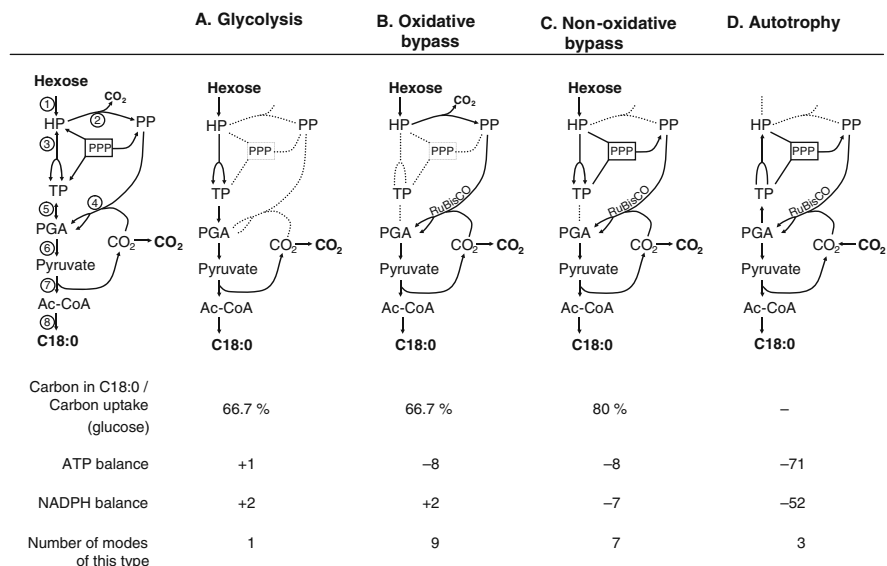 A. Glycolysis
B. Oxidative bypass
C. Non-oxidative bypass
D. Autotrophy
Hexose
① CO₂
HP ② PP
③ PPP
TP
⑤ ④
PGA
⑥ CO₂ CO₂
Pyruvate
⑦
Ac-CoA
⑧
C18:0
Hexose
HP PP
PPP
TP
PGA
CO₂ CO₂
Pyruvate
Ac-CoA
C18:0
Hexose
CO₂
HP PP
PPP
TP
RuBisCO
PGA
CO₂ CO₂
Pyruvate
Ac-CoA
C18:0
Hexose
HP PP
PPP
TP
RuBisCO
PGA
CO₂ CO₂
Pyruvate
Ac-CoA
C18:0
HP PP
PPP
TP
RuBisCO
PGA
CO₂ CO₂
Pyruvate
Ac-CoA
C18:0
Carbon in C18:0 /
Carbon uptake
(glucose)
66.7 % 66.7 % 80 % –
ATP balance +1 –8 –8 –71
NADPH balance +2 +2 –7 –52
Number of modes
of this type
1 9 7 3